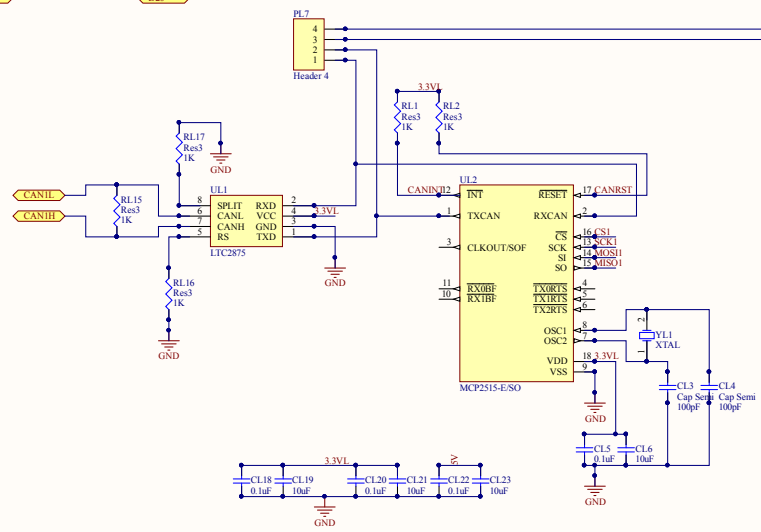 PL7
4
3
2
1
Header 4
3.3VL
RL1
Res3
1K
RL2
Res3
1K
RL17
Res3
1K
GND
CAN1L
CAN1H
RL15
Res3
1K
UL1
8 SPLIT RXD 2
6 CANL VCC 4 3.3VL
7 CANH GND 3
5 RS TXD 1
LTC2875
GND
RL16
Res3
1K
GND
UL2
CANINT 12 INT RESET 17 CANRST
1 TXCAN RXCAN 2
CS 16 CS1
3 CLKOUT/SOF SCK 13 SCK1
SI 14 MOSI1
SO 15 MISO1
11 RX0BF TX0RTS 4
10 RX1BF TX1RTS 5
TX2RTS 6
OSC1 8
OSC2 7
VDD 18 3.3VL
VSS 9
MCP2515-E/SO
2
YL1
XTAL
1
CL3
Cap Semi
100pF
CL4
Cap Semi
100pF
GND
CL5
0.1uF
CL6
10uF
GND
3.3VL
5V
CL18
0.1uF
CL19
10uF
CL20
0.1uF
CL21
10uF
CL22
0.1uF
CL23
10uF
GND